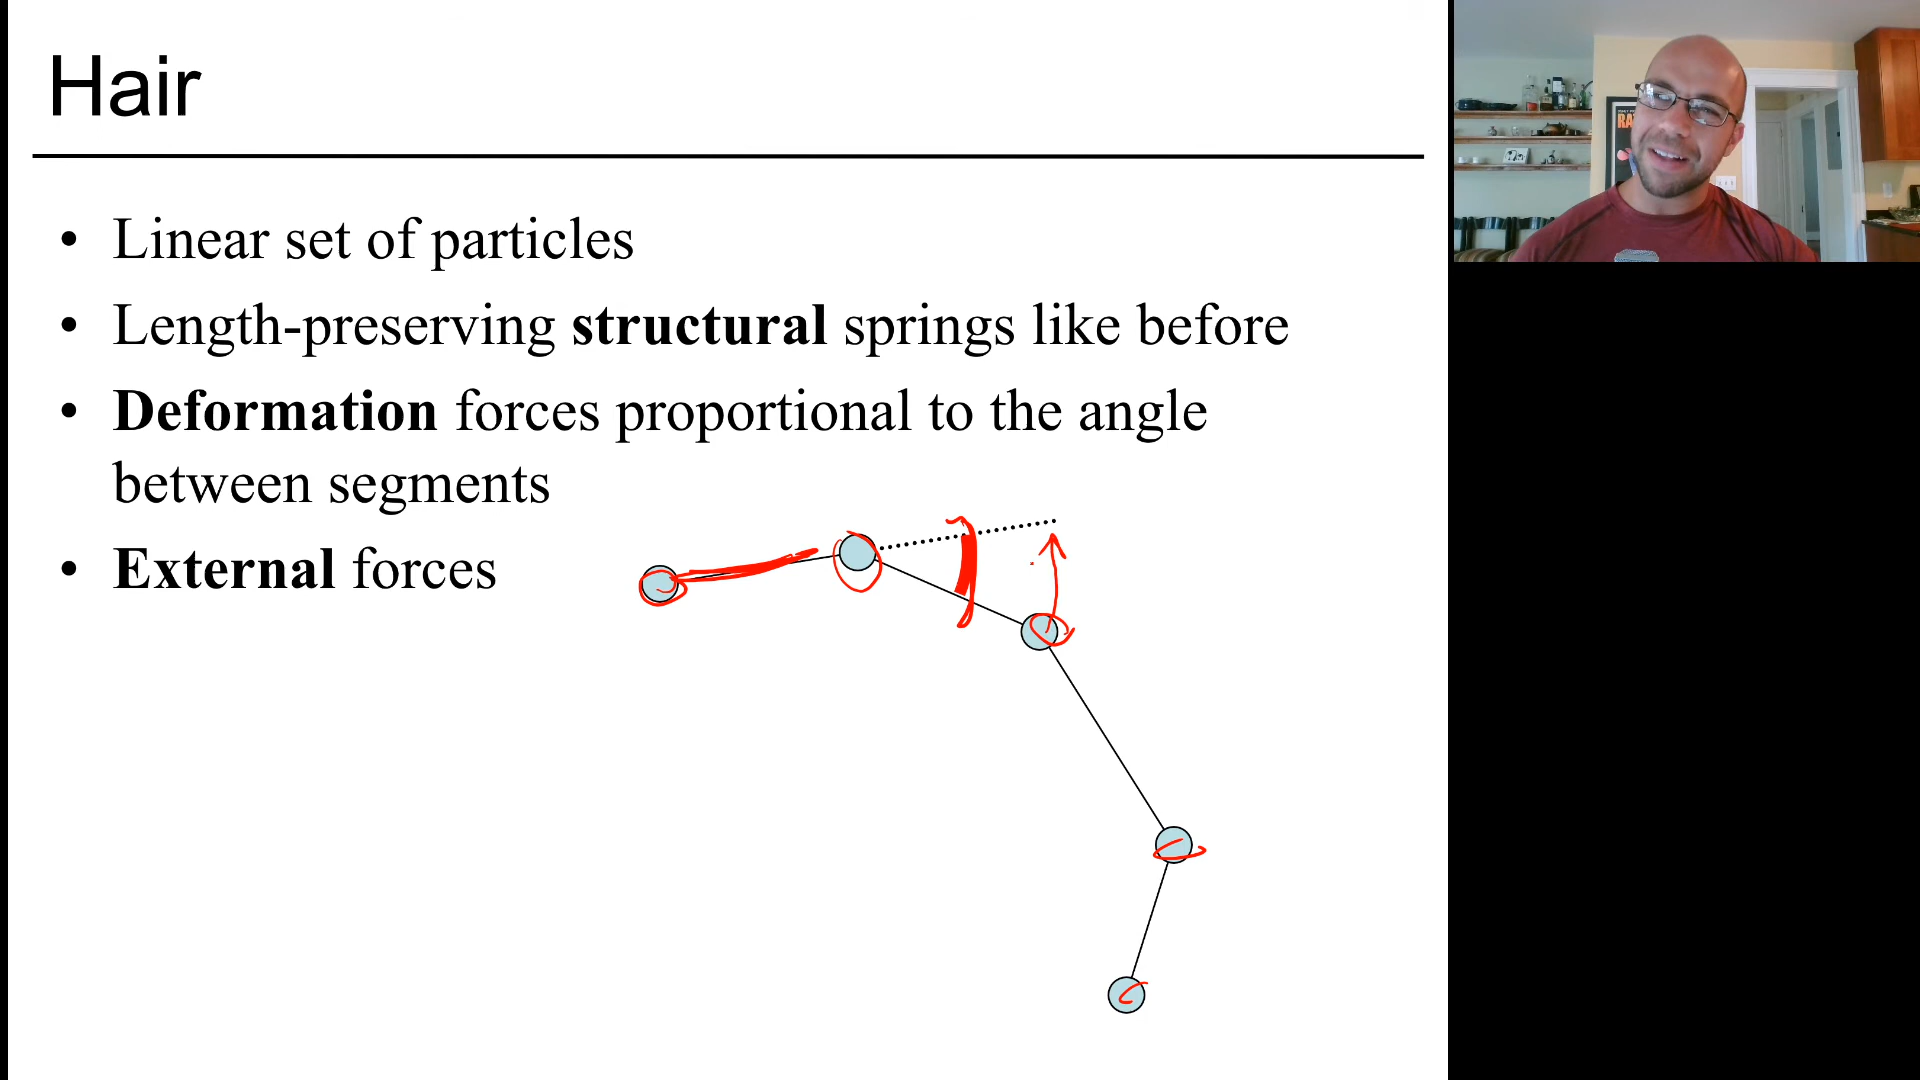 Hair
• Linear set of particles
• Length-preserving structural springs like before
• Deformation forces proportional to the angle
between segments
• External forces
RA